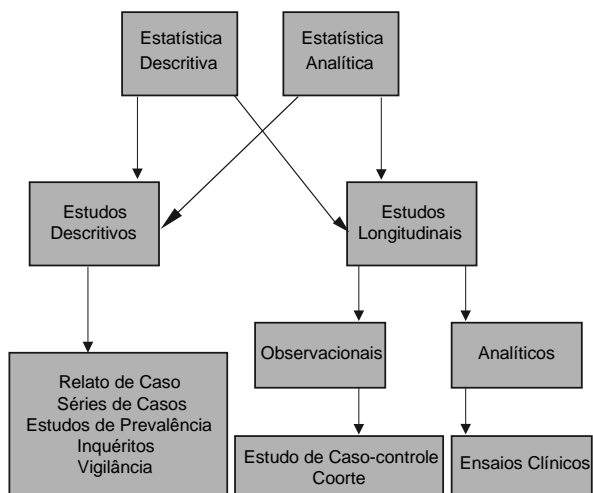 Estatística
Descritiva
Estatística
Analítica
Estudos
Descritivos
Estudos
Longitudinais
Observacionais
Analíticos
Relato de Caso
Séries de Casos
Estudos de Prevalência
Inquéritos
Vigilância
Estudo de Caso-controle
Coorte
Ensaios Clínicos